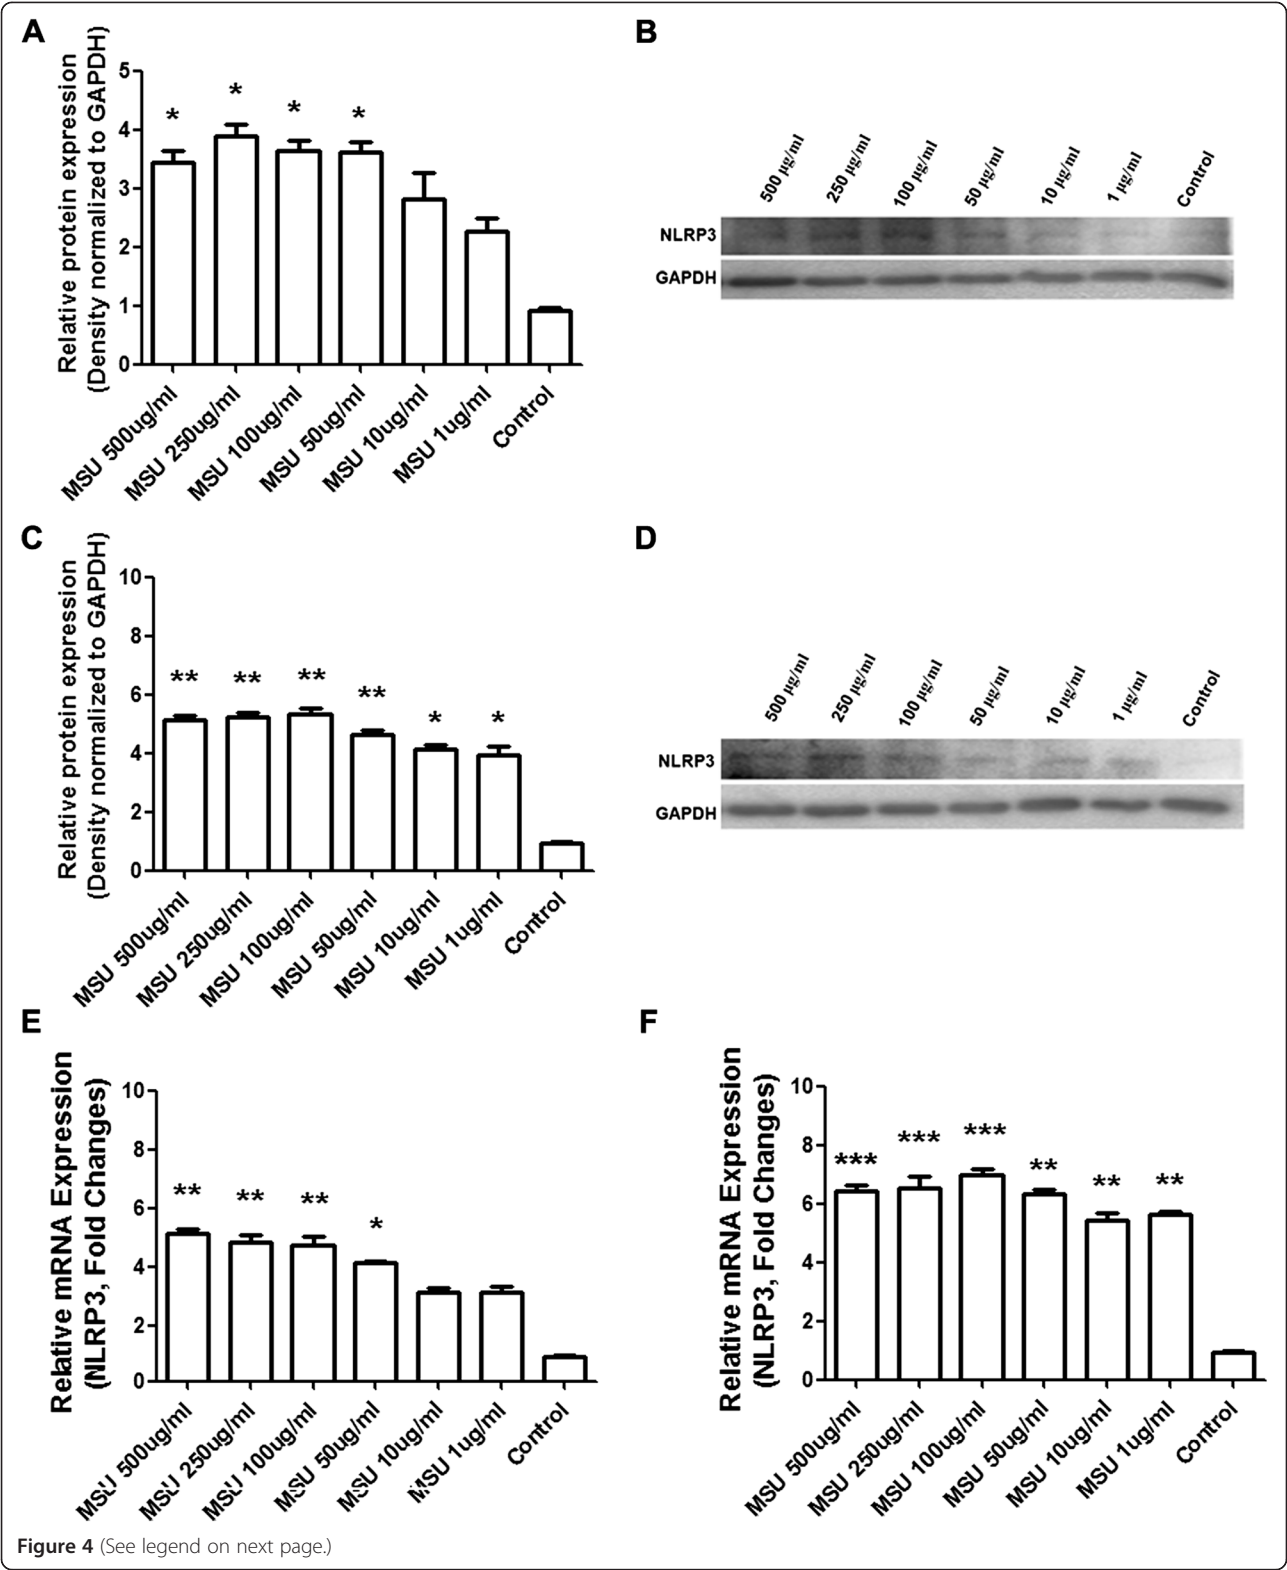 A
Relative protein expression
(Density normalized to GAPDH)
5
4
3
2
1
0
*
*
*
*
MSU 500ug/ml
MSU 250ug/ml
MSU 100ug/ml
MSU 50ug/ml
MSU 10ug/ml
MSU 1ug/ml
Control
B
500 µg/ml
250 µg/ml
100 µg/ml
50 µg/ml
10 µg/ml
1 µg/ml
Control
NLRP3
GAPDH
C
Relative protein expression
(Density normalized to GAPDH)
10
8
6
4
2
0
**
**
**
**
*
*
MSU 500ug/ml
MSU 250ug/ml
MSU 100ug/ml
MSU 50ug/ml
MSU 10ug/ml
MSU 1ug/ml
Control
D
500 µg/ml
250 µg/ml
100 µg/ml
50 µg/ml
10 µg/ml
1 µg/ml
Control
NLRP3
GAPDH
E
Relative mRNA Expression
(NLRP3, Fold Changes)
10
8
6
4
2
0
**
**
**
*
MSU 500ug/ml
MSU 250ug/ml
MSU 100ug/ml
MSU 50ug/ml
MSU 10ug/ml
MSU 1ug/ml
Control
F
Relative mRNA Expression
(NLRP3, Fold Changes)
10
8
6
4
2
0
***
***
***
**
**
**
MSU 500ug/ml
MSU 250ug/ml
MSU 100ug/ml
MSU 50ug/ml
MSU 10ug/ml
MSU 1ug/ml
Control
Figure 4 (See legend on next page.)